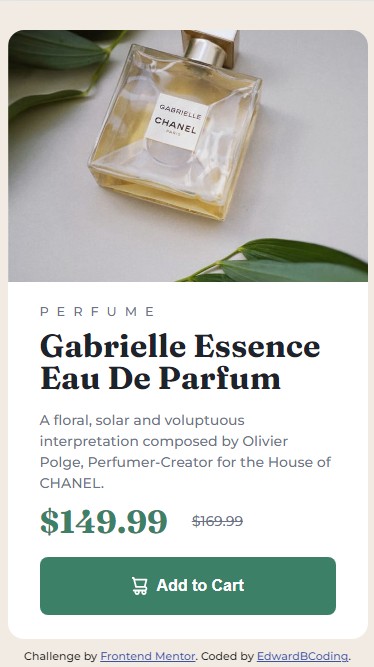 GABRIELLE
CHANEL
PARIS
PERFUME
Gabrielle Essence
Eau De Parfum
A floral, solar and voluptuous
interpretation composed by Olivier
Polge, Perfumer-Creator for the House of
CHANEL.
$149.99 $169.99
Add to Cart
Challenge by Frontend Mentor. Coded by EdwardBCoding.